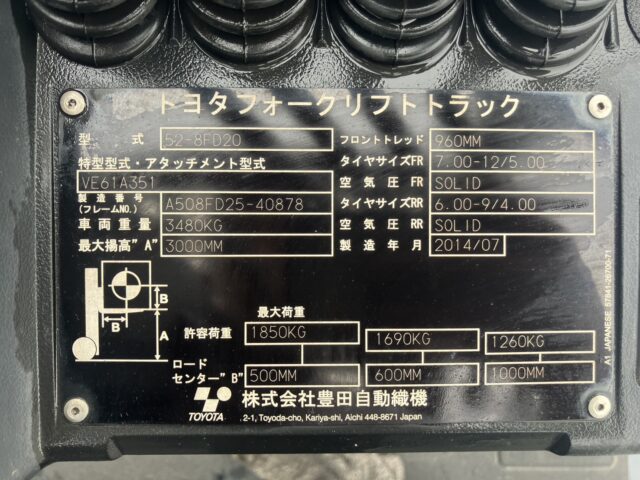 トヨタフォークリフトトラック
型 式 52-8FD20 フロントトレッド 960MM
特型型式・アタッチメント型式 タイヤサイズFR 7.00-12/5.00
VE61A351 空気圧FR SOLID
製造番号(フレームNO.) A508FD25-40878 タイヤサイズRR 6.00-9/4.00
車両重量 3480KG 空気圧RR SOLID
最大揚高"A" 3000MM 製造年月 2014/07
B
B
A
最大荷重
許容荷重 1850KG 1690KG 1260KG
ロードセンター"B" 500MM 600MM 1000MM
TOYOTA 株式会社豊田自動織機
2-1, Toyoda-cho, Kariya-shi, Aichi 448-8671 Japan
A1 JAPANESE 57841-26700-71